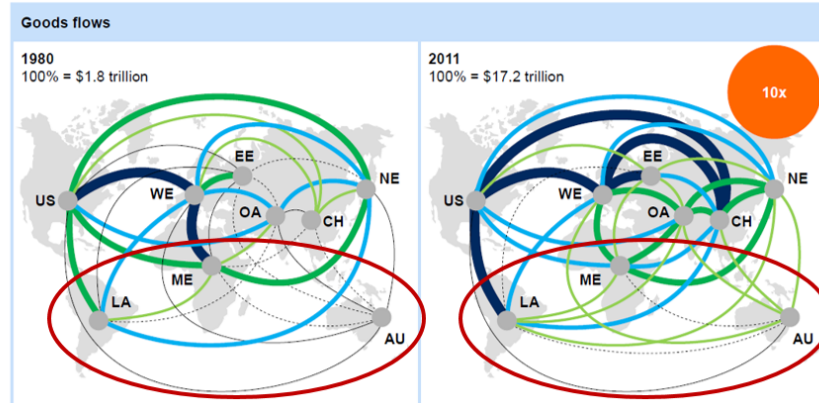 Goods flows
1980
100% = $1.8 trillion
EE
NE
US
WE
OA
CH
ME
LA
AU
2011
100% = $17.2 trillion
10x
EE
NE
US
WE
OA
CH
ME
LA
AU